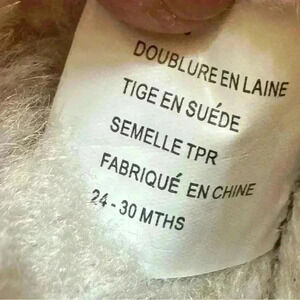 DOUBLURE EN LAINE
TIGE EN SUÉDE
SEMELLE TPR
FABRIQUÉ EN CHINE
24 - 30 MTHS